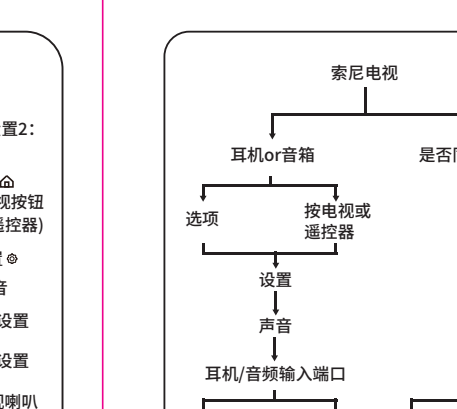 置2：
视按钮
遥控器)
音
设置
设置
喇叭
索尼电视
耳机or音箱
是否
选项
按电视或
遥控器
设置
声音
耳机/音频输入端口